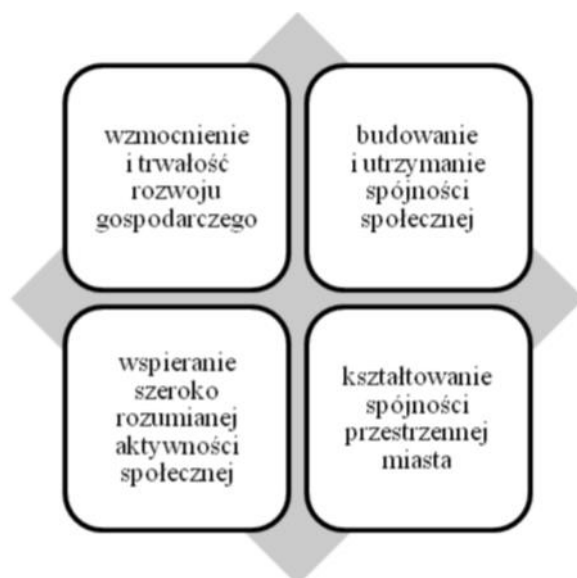 wzmocnienie
i trwałość
rozwoju
gospodarczego
budowanie
i utrzymanie
spójności
społecznej
wspieranie
szeroko
rozumianej
aktywności
społecznej
kształtowanie
spójności
przestrzennej
miasta